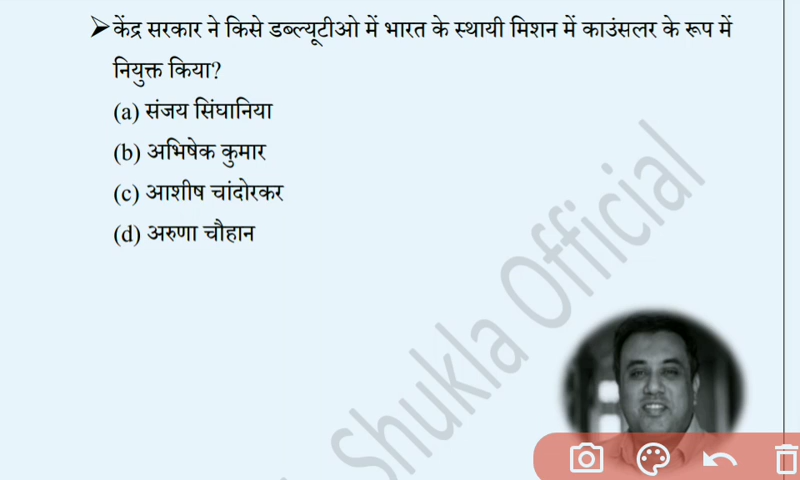 ➢केंद्र सरकार ने किसे डब्ल्यूटीओ में भारत के स्थायी मिशन में काउंसलर के रूप में
नियुक्त किया?
(a) संजय सिंघानिया
(b) अभिषेक कुमार
(c) आशीष चांदोरकर
(d) अरुणा चौहान
Shukla Official